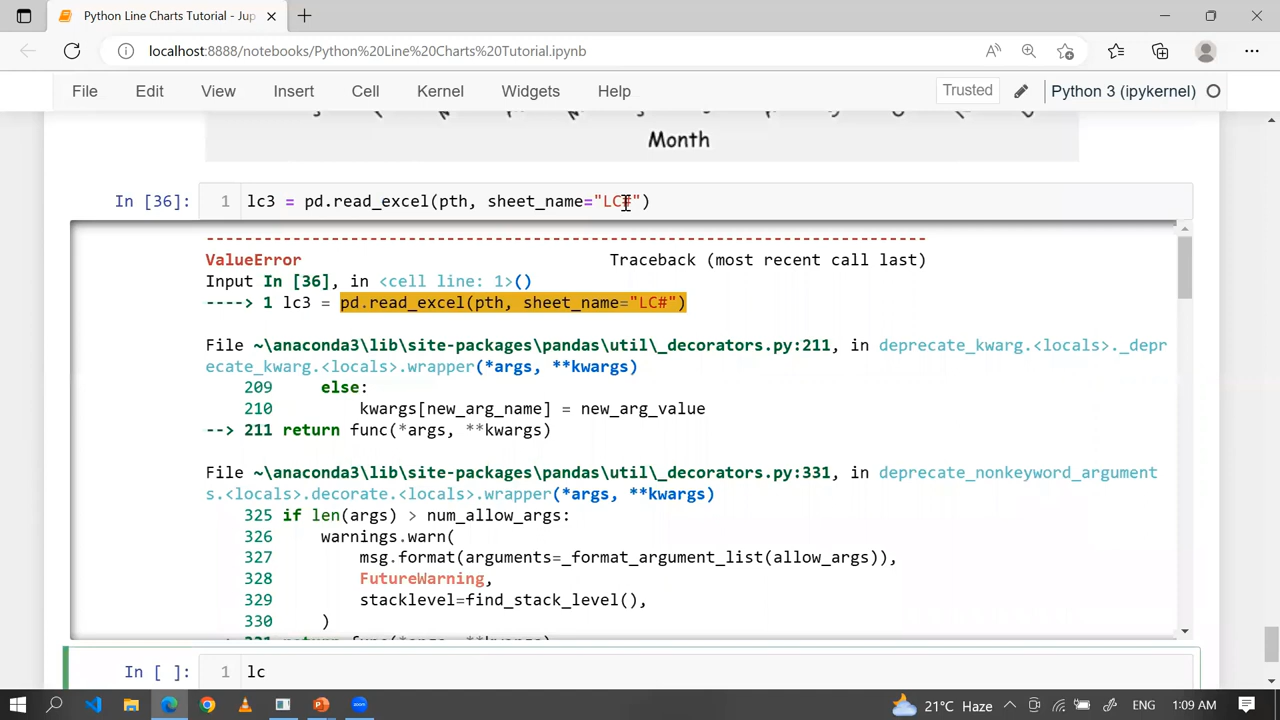 Python Line Charts Tutorial - Jup
localhost:8888/notebooks/Python%20Line%20Charts%20Tutorial.ipynb
File Edit View Insert Cell Kernel Widgets Help Trusted Python 3 (ipykernel)
Month
In [36]: 1 lc3 = pd.read_excel(pth, sheet_name="LC#")
---------------------------------------------------------------------------
ValueError Traceback (most recent call last)
Input In [36], in <cell line: 1>()
----> 1 lc3 = pd.read_excel(pth, sheet_name="LC#")
File ~\anaconda3\lib\site-packages\pandas\util\_decorators.py:211, in deprecate_kwarg.<locals>._depr
ecate_kwarg.<locals>.wrapper(*args, **kwargs)
209 else:
210 kwargs[new_arg_name] = new_arg_value
--> 211 return func(*args, **kwargs)
File ~\anaconda3\lib\site-packages\pandas\util\_decorators.py:331, in deprecate_nonkeyword_argument
s.<locals>.decorate.<locals>.wrapper(*args, **kwargs)
325 if len(args) > num_allow_args:
326 warnings.warn(
327 msg.format(arguments=_format_argument_list(allow_args)),
328 FutureWarning,
329 stacklevel=find_stack_level(),
330 )
In [ ]: 1 lc
21°C Haze ENG 1:09 AM